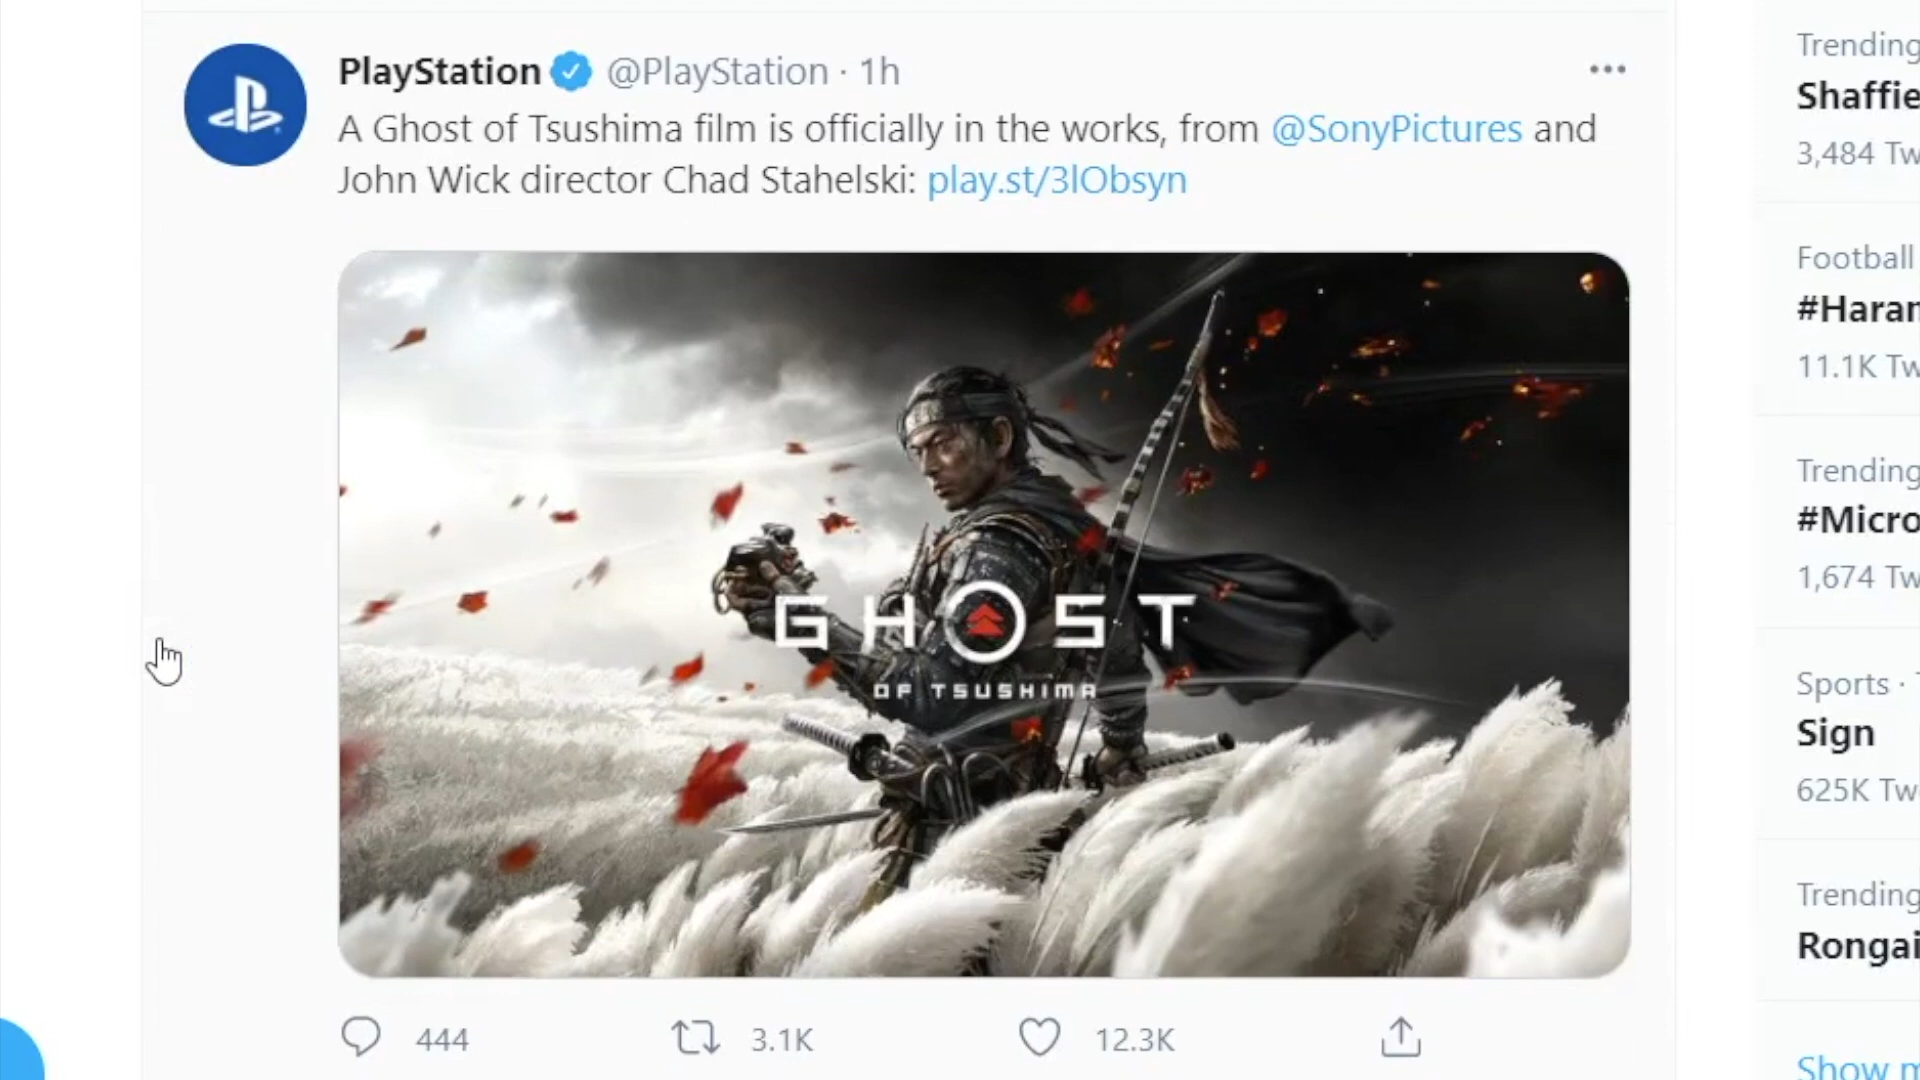 PlayStation @PlayStation · 1h
A Ghost of Tsushima film is officially in the works, from @SonyPictures and
John Wick director Chad Stahelski: play.st/3lObsyn
GHOST
OF TSUSHIMA
444 3.1K 12.3K
Trending
Shaffie
3,484 Tw
Football
#Haram
11.1K Tw
Trending
#Micro
1,674 Tw
Sports ·
Sign
625K Tw
Trending
Rongai
Show m